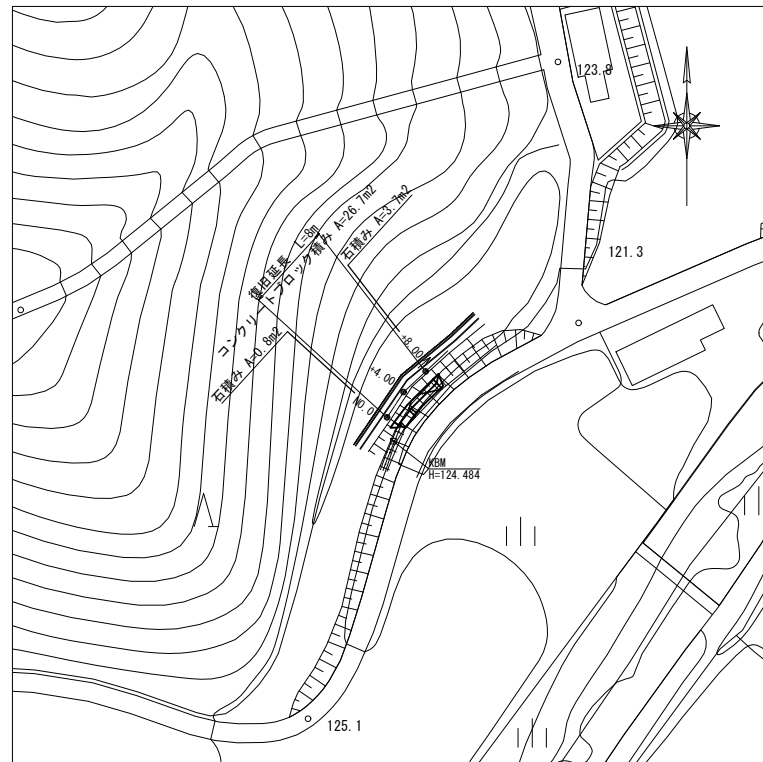 123.8
121.3
復旧延長 L=8m
コンクリートブロック積み A=26.7m2
石積み A=3.7m2
石積み A=0.8m2
+8.00
+4.00
NO.0
KBM
H=124.484
125.1